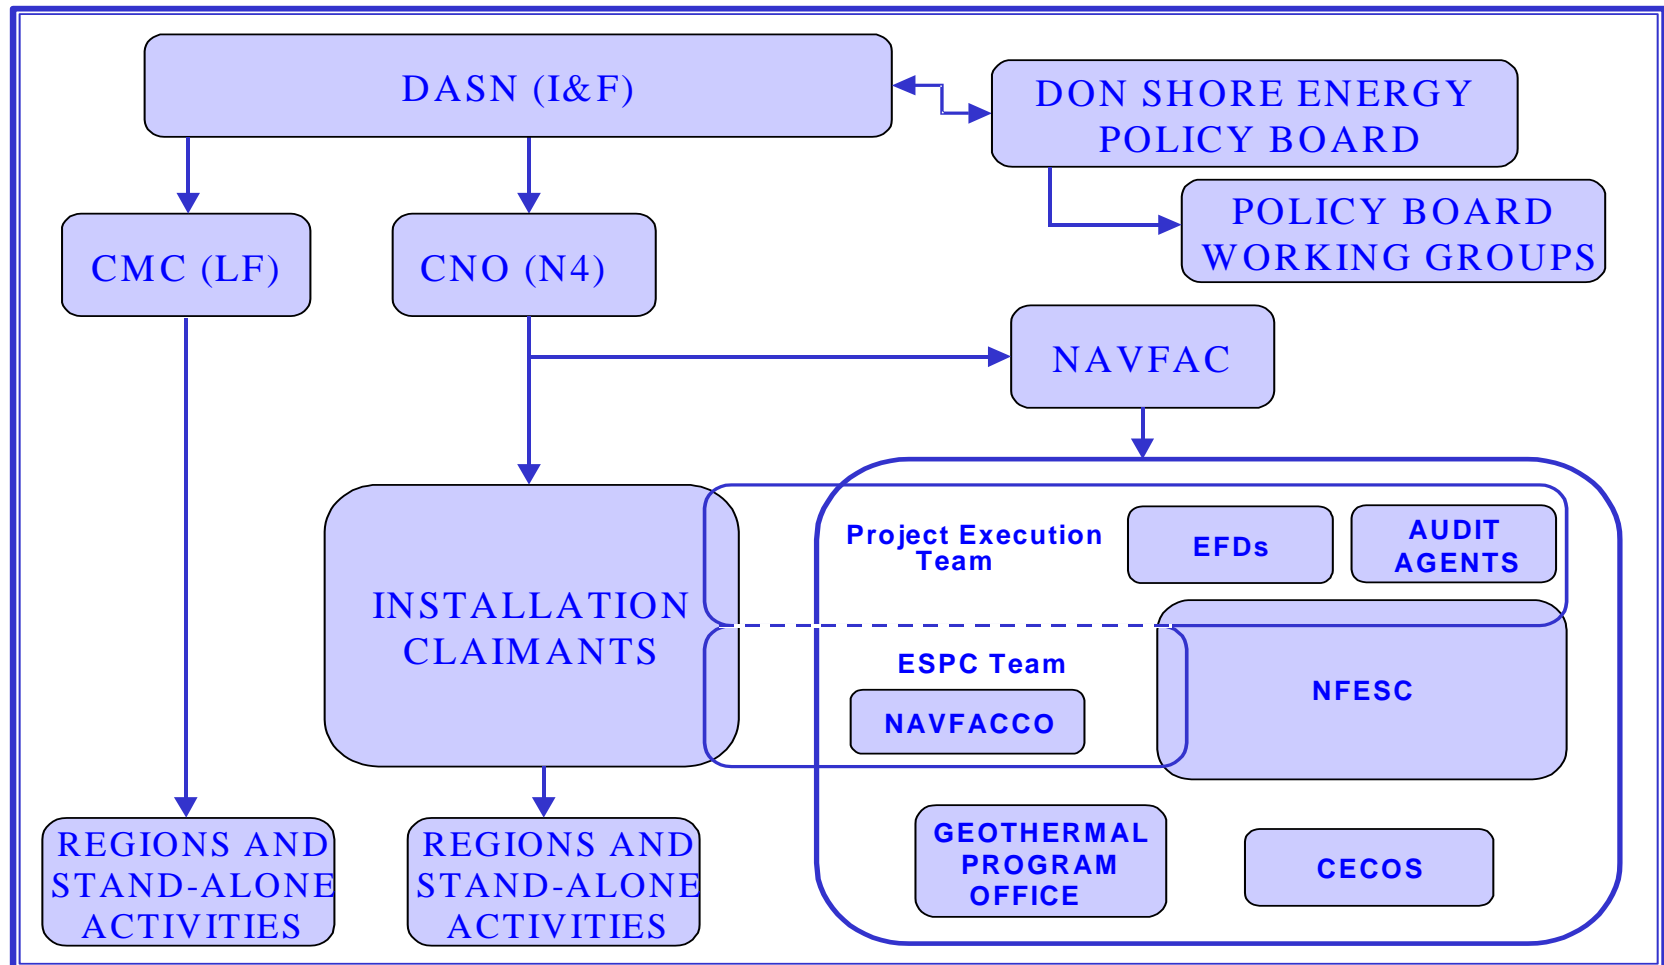 DASN (I&F)
DON SHORE ENERGY
POLICY BOARD
POLICY BOARD
WORKING GROUPS
CMC (LF)
CNO (N4)
NAVFAC
INSTALLATION
CLAIMANTS
Project Execution
Team
EFDs
AUDIT
AGENTS
ESPC Team
NAVFACCO
NFESC
REGIONS AND
STAND-ALONE
ACTIVITIES
REGIONS AND
STAND-ALONE
ACTIVITIES
GEOTHERMAL
PROGRAM
OFFICE
CECOS